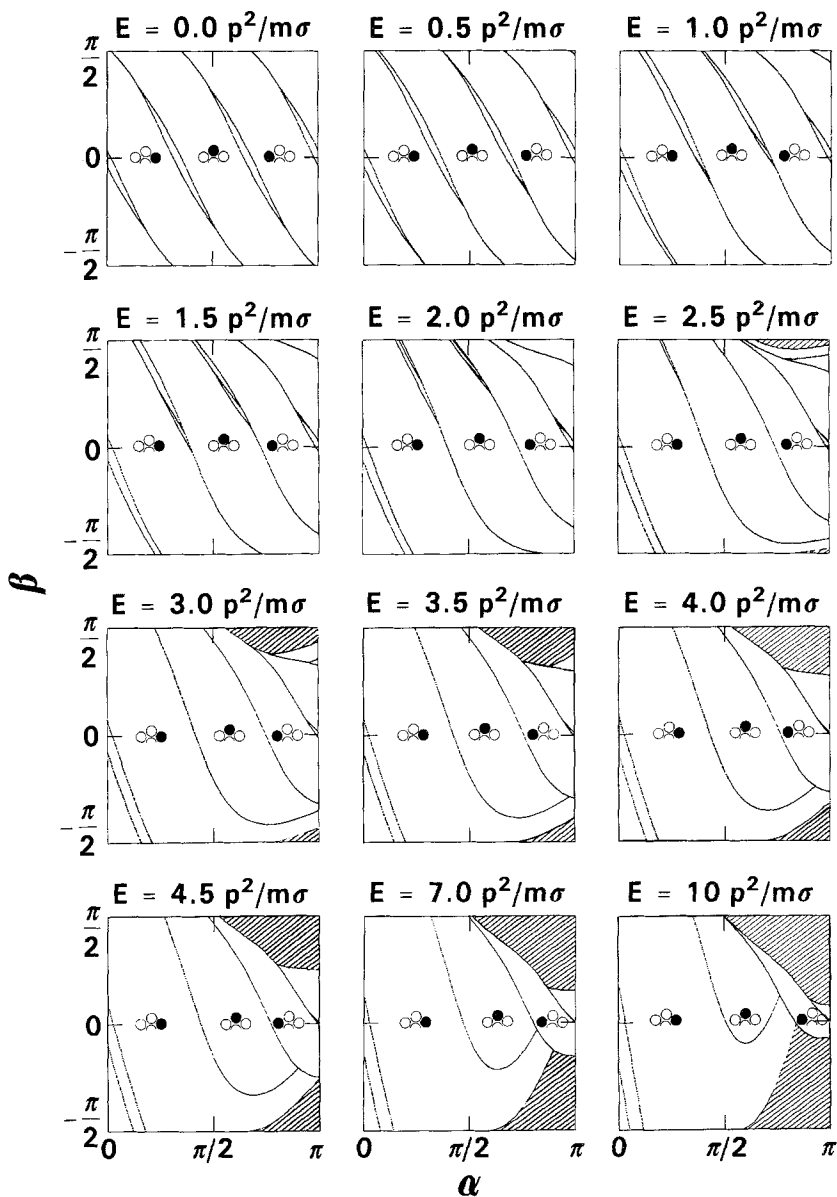 E = 0.0 p²/mσ E = 0.5 p²/mσ E = 1.0 p²/mσ
π/2
0
−π/2
E = 1.5 p²/mσ E = 2.0 p²/mσ E = 2.5 p²/mσ
π/2
0
−π/2
β
E = 3.0 p²/mσ E = 3.5 p²/mσ E = 4.0 p²/mσ
π/2
0
−π/2
E = 4.5 p²/mσ E = 7.0 p²/mσ E = 10 p²/mσ
π/2
0
−π/2
0 π/2 π 0 π/2 π 0 π/2 π
α